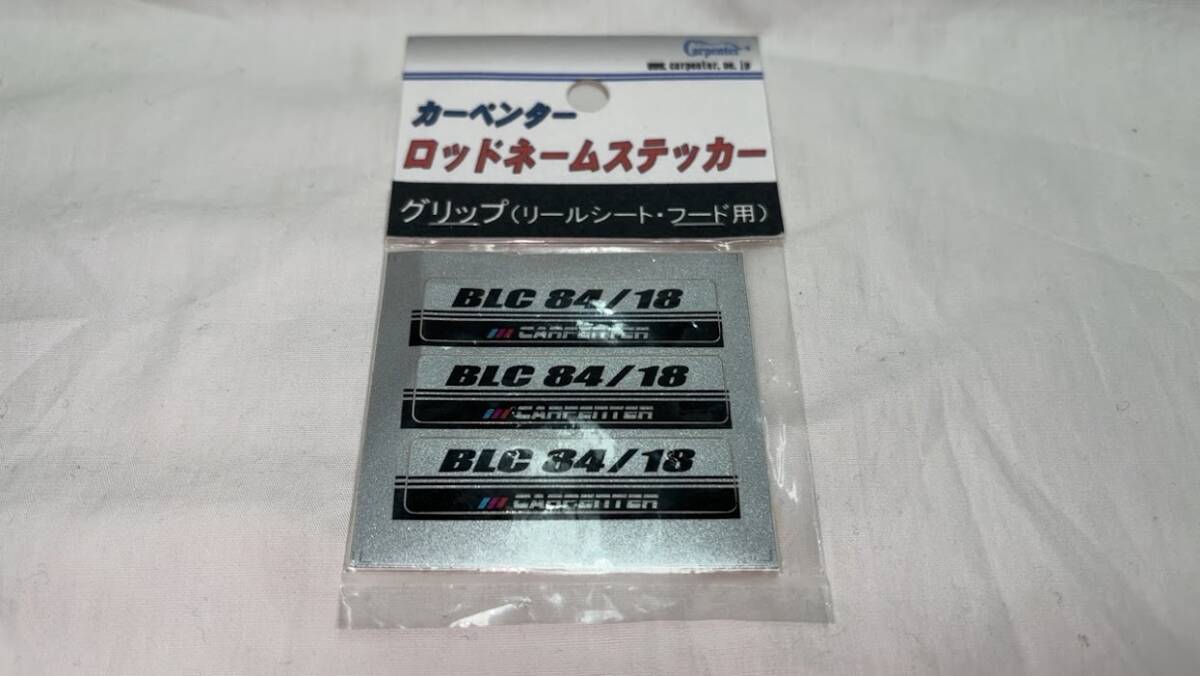 Carpenter
www.carpenter.ne.jp
カーペンター
ロッドネームステッカー
グリップ(リールシート・フード用)
BLC 84/18
CARPENTER
BLC 84/18
CARPENTER
BLC 84/18
CARPENTER